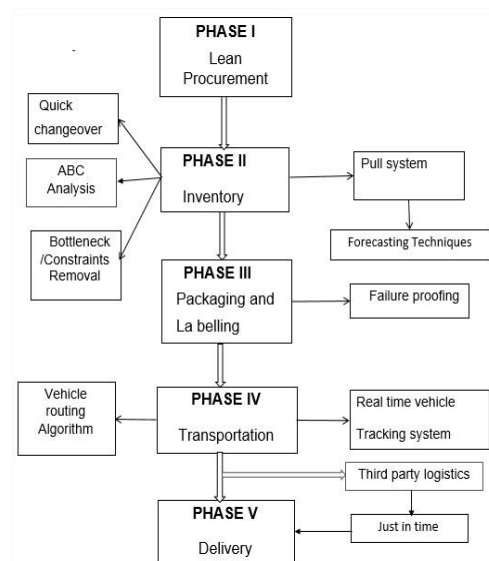 PHASE I
Lean
Procurement
Quick
changeover
PHASE II
Inventory
Pull system
ABC
Analysis
Forecasting Techniques
Bottleneck
/Constraints
Removal
PHASE III
Packaging and
La belling
Failure proofing
Vehicle
routing
Algorithm
PHASE IV
Transportation
Real time vehicle
Tracking system
Third party logistics
PHASE V
Delivery
Just in time